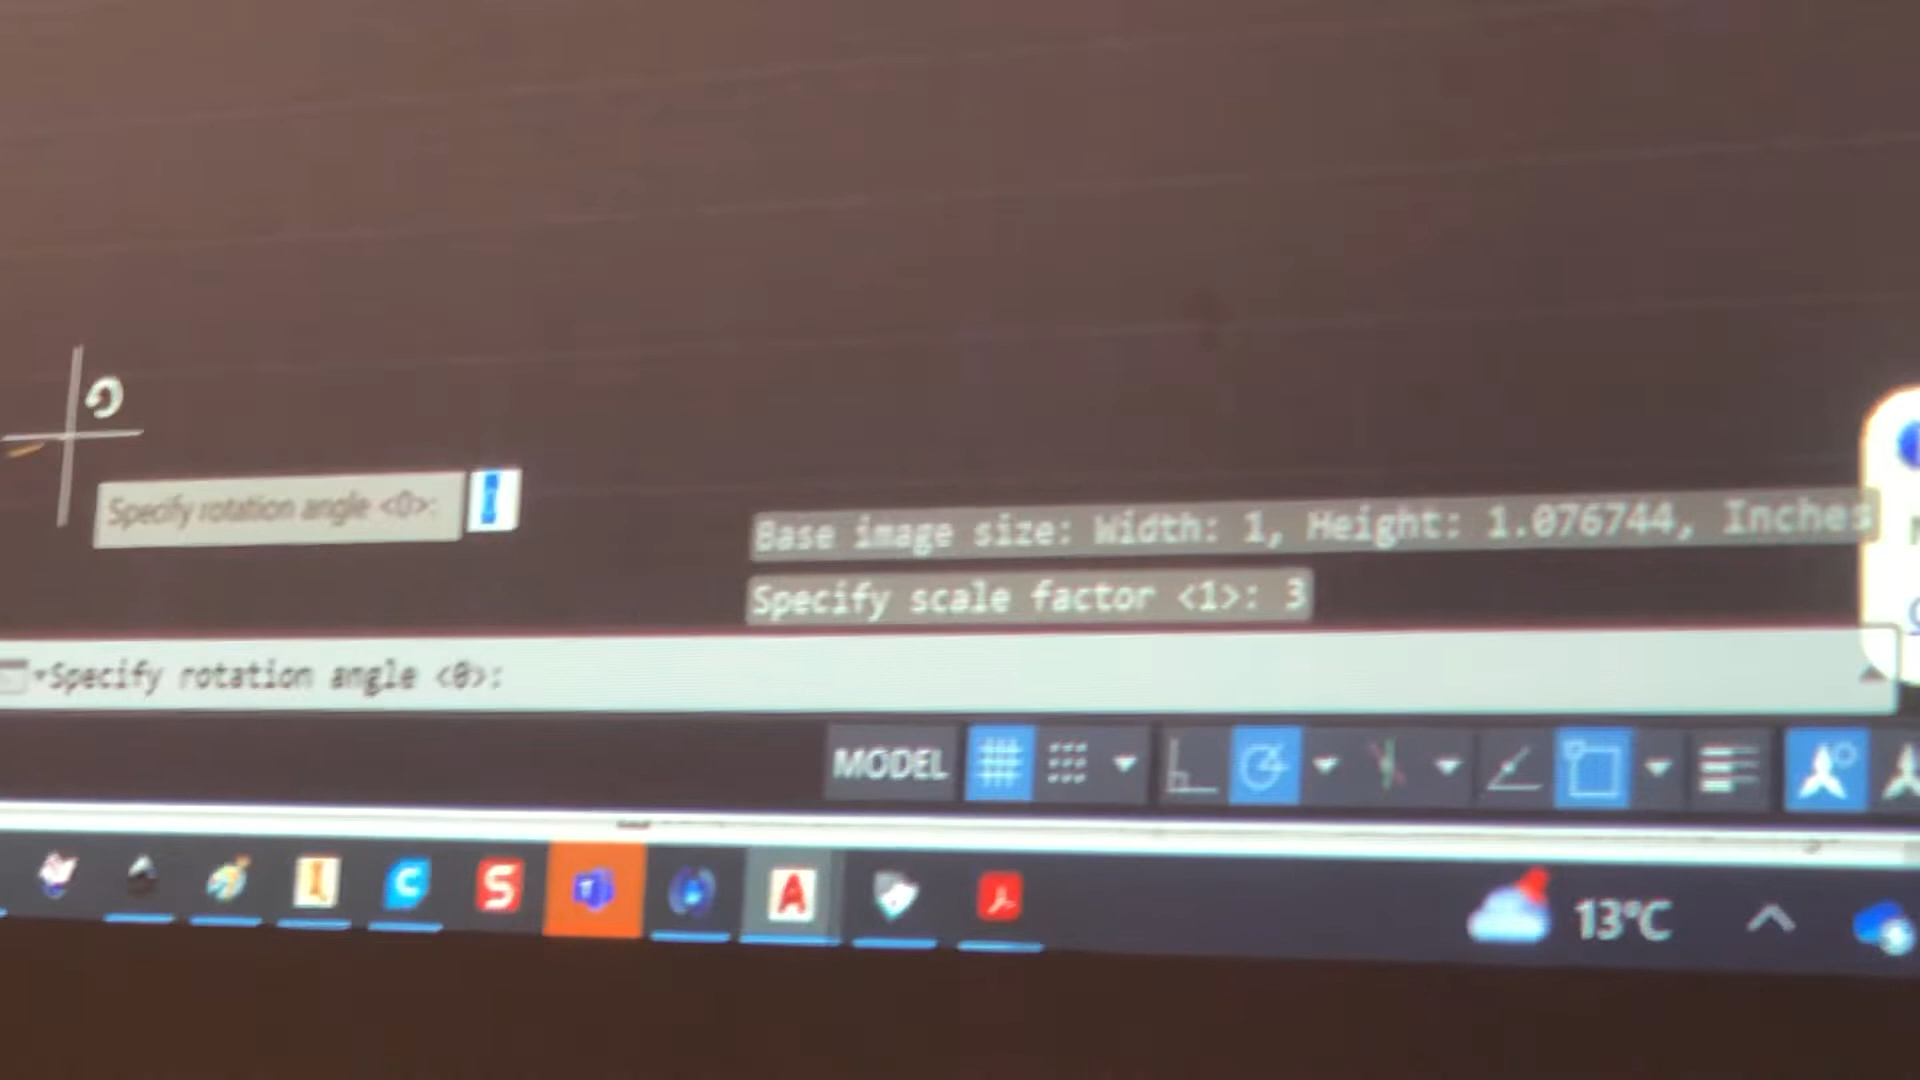 Specify rotation angle <0>:
Base image size: Width: 1, Height: 1.076744, Inches
Specify scale factor <1>: 3
Specify rotation angle <0>:
MODEL
13°C